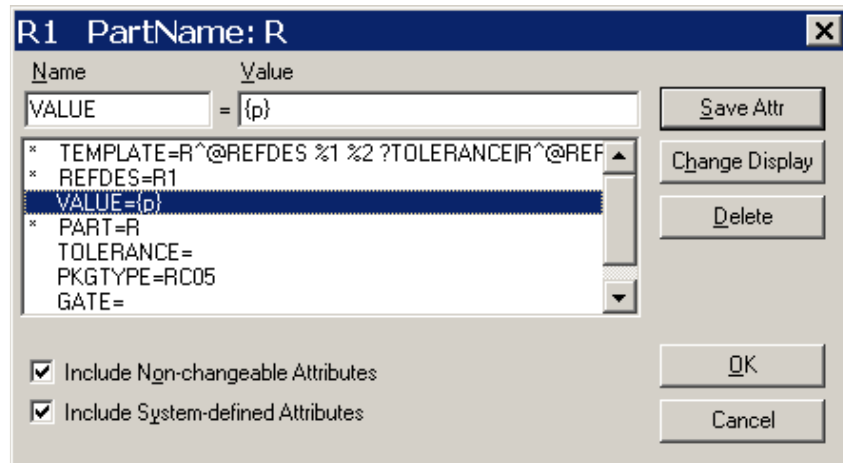 R1 PartName: R
Name Value
VALUE = {p}
Save Attr
* TEMPLATE=R^@REFDES %1 %2 ?TOLERANCE|R^@REF
* REFDES=R1
VALUE={p}
* PART=R
TOLERANCE=
PKGTYPE=RC05
GATE=
Change Display
Delete
Include Non-changeable Attributes
Include System-defined Attributes
OK
Cancel